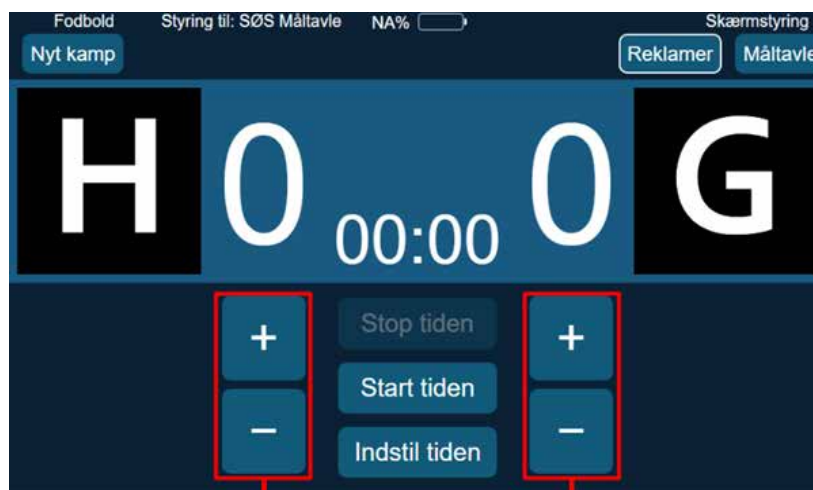 Fodbold Styring til: SØS Måltavle NA% Skærmstyring
Nyt kamp Reklamer Måltavle
H 0 00:00 0 G
+ Stop tiden +
Start tiden
− Indstil tiden −